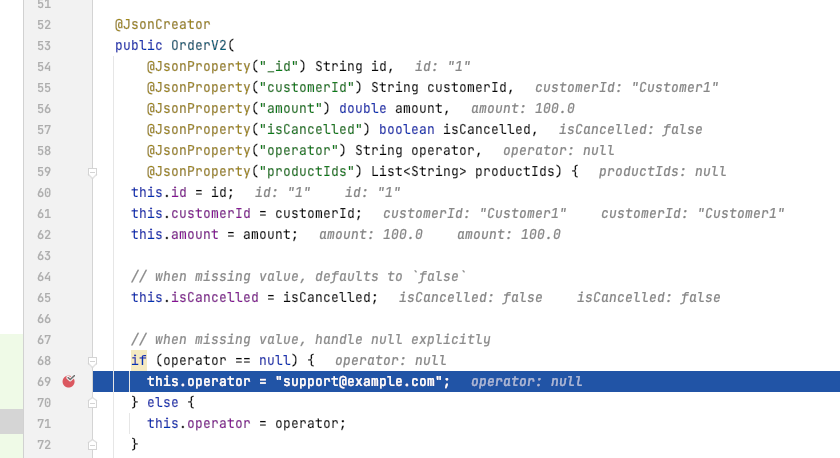 51
52 @JsonCreator
53 public OrderV2(
54 @JsonProperty("_id") String id, id: "1"
55 @JsonProperty("customerId") String customerId, customerId: "Customer1"
56 @JsonProperty("amount") double amount, amount: 100.0
57 @JsonProperty("isCancelled") boolean isCancelled, isCancelled: false
58 @JsonProperty("operator") String operator, operator: null
59 @JsonProperty("productIds") List<String> productIds) { productIds: null
60 this.id = id; id: "1" id: "1"
61 this.customerId = customerId; customerId: "Customer1" customerId: "Customer1"
62 this.amount = amount; amount: 100.0 amount: 100.0
63
64 // when missing value, defaults to `false`
65 this.isCancelled = isCancelled; isCancelled: false isCancelled: false
66
67 // when missing value, handle null explicitly
68 if (operator == null) { operator: null
69 this.operator = "support@example.com"; operator: null
70 } else {
71 this.operator = operator;
72 }